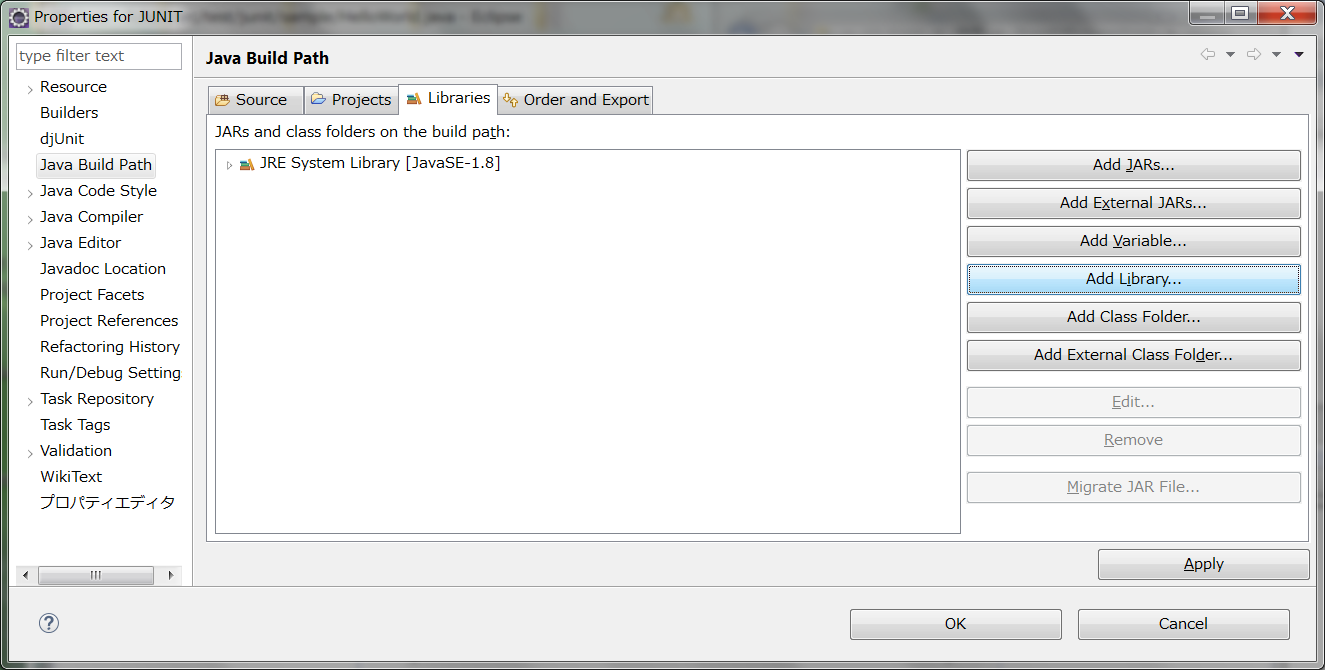 Properties for JUNIT
type filter text
Resource
Builders
djUnit
Java Build Path
Java Code Style
Java Compiler
Java Editor
Javadoc Location
Project Facets
Project References
Refactoring History
Run/Debug Setting
Task Repository
Task Tags
Validation
WikiText
プロパティエディタ
Java Build Path
Source
Projects
Libraries
Order and Export
JARs and class folders on the build path:
JRE System Library [JavaSE-1.8]
Add JARs...
Add External JARs...
Add Variable...
Add Library...
Add Class Folder...
Add External Class Folder...
Edit...
Remove
Migrate JAR File...
Apply
OK
Cancel